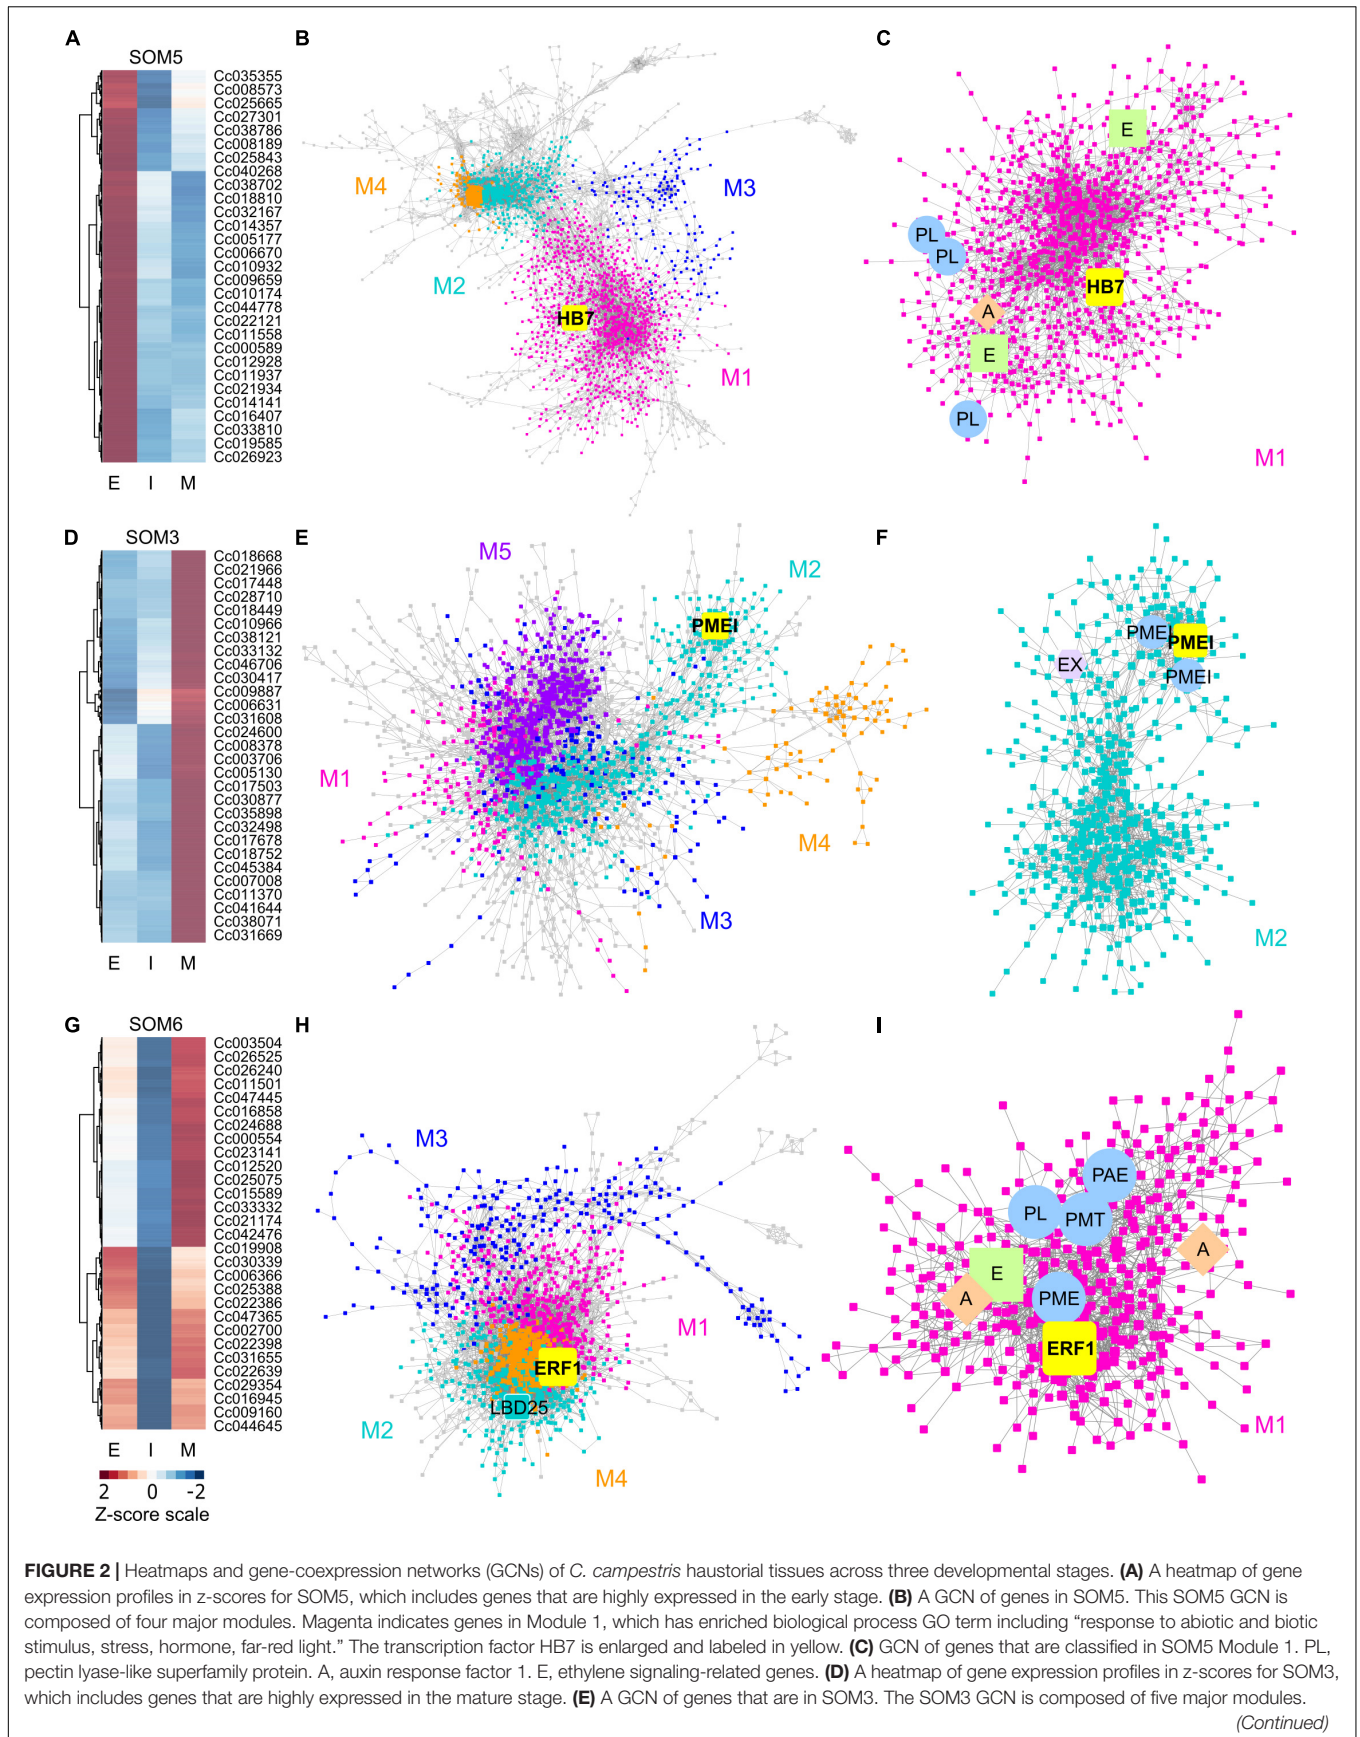 A
SOM5
Cc035355
Cc008573
Cc025665
Cc027301
Cc038786
Cc008189
Cc025843
Cc040268
Cc038702
Cc018810
Cc032167
Cc014357
Cc005177
Cc006670
Cc010932
Cc009659
Cc010174
Cc044778
Cc022121
Cc011558
Cc000589
Cc012928
Cc011937
Cc021934
Cc014141
Cc016407
Cc033810
Cc019585
Cc026923
E I M
B
M4
M3
M2
HB7
M1
C
E
PL
PL
HB7
A
E
PL
M1
D
SOM3
Cc018668
Cc021966
Cc017448
Cc028710
Cc018449
Cc010966
Cc038121
Cc033132
Cc046706
Cc030417
Cc009887
Cc006631
Cc031608
Cc024600
Cc008378
Cc003706
Cc005130
Cc017503
Cc030877
Cc035898
Cc032498
Cc017678
Cc018752
Cc045384
Cc007008
Cc011370
Cc041644
Cc038071
Cc031669
E I M
E
M5
M2
PMEI
M1
M4
M3
F
PMEI
PMEI
EX
PMEI
M2
G
SOM6
Cc003504
Cc026525
Cc026240
Cc011501
Cc047445
Cc016858
Cc024688
Cc000554
Cc023141
Cc012520
Cc025075
Cc015589
Cc033332
Cc021174
Cc042476
Cc019908
Cc030339
Cc006366
Cc025388
Cc022386
Cc047365
Cc002700
Cc022398
Cc031655
Cc022639
Cc029354
Cc016945
Cc009160
Cc044645
E I M
2 0 -2
Z-score scale
H
M3
M1
ERF1
LBD25
M2
M4
I
PAE
PL
PMT
A
E
A
PME
ERF1
M1
FIGURE 2 | Heatmaps and gene-coexpression networks (GCNs) of C. campestris haustorial tissues across three developmental stages. (A) A heatmap of gene
expression profiles in z-scores for SOM5, which includes genes that are highly expressed in the early stage. (B) A GCN of genes in SOM5. This SOM5 GCN is
composed of four major modules. Magenta indicates genes in Module 1, which has enriched biological process GO term including “response to abiotic and biotic
stimulus, stress, hormone, far-red light.” The transcription factor HB7 is enlarged and labeled in yellow. (C) GCN of genes that are classified in SOM5 Module 1. PL,
pectin lyase-like superfamily protein. A, auxin response factor 1. E, ethylene signaling-related genes. (D) A heatmap of gene expression profiles in z-scores for SOM3,
which includes genes that are highly expressed in the mature stage. (E) A GCN of genes that are in SOM3. The SOM3 GCN is composed of five major modules.
(Continued)